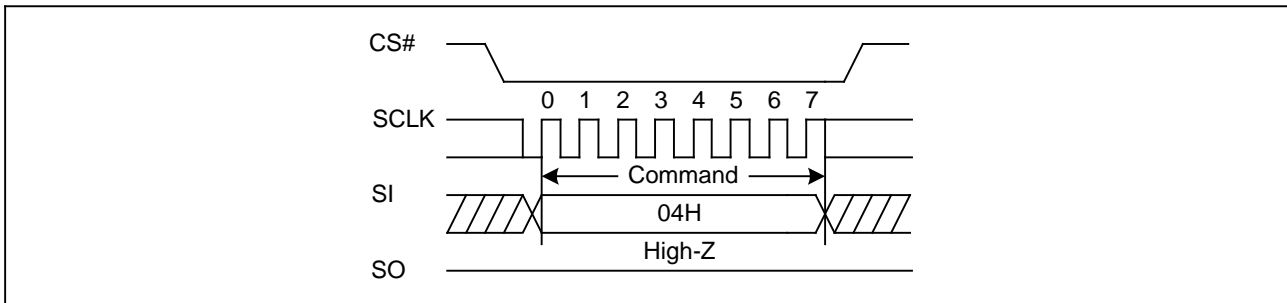 CS#
0 1 2 3 4 5 6 7
SCLK
Command
SI
04H
High-Z
SO